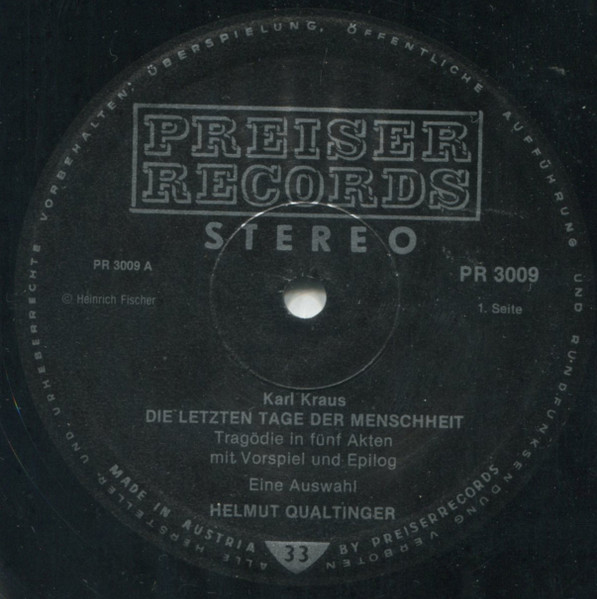 ALLE HERSTELLER UND URHEBERRECHTE VORBEHALTEN, ÜBERSPIELUNG, ÖFFENTLICHE AUFFÜHRUNG UND RUNDFUNKSENDUNG VERBOTEN
PREISER
RECORDS
STEREO
PR 3009 A
PR 3009
© Heinrich Fischer
1. Seite
Karl Kraus
DIE LETZTEN TAGE DER MENSCHHEIT
Tragödie in fünf Akten
mit Vorspiel und Epilog
Eine Auswahl
HELMUT QUALTINGER
MADE IN AUSTRIA 33 BY PREISERRECORDS